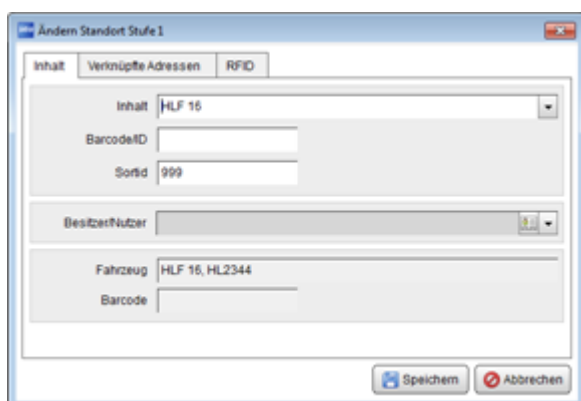 Ändern Standort Stufe 1
Inhalt Verknüpfte Adressen RFID
Inhalt HLF 16
Barcode/ID
Sortid 999
Besitzer/Nutzer
Fahrzeug HLF 16, HL2344
Barcode
Speichern Abbrechen